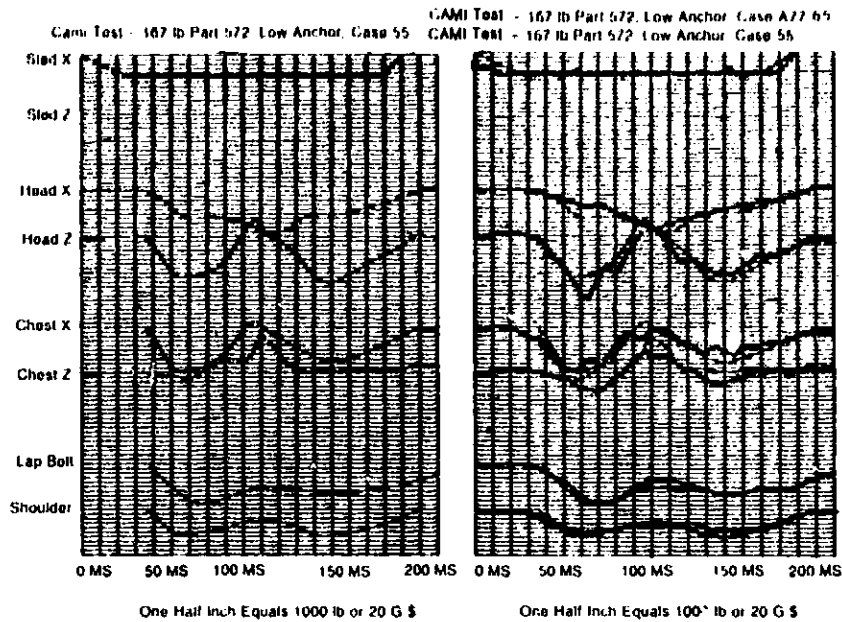 Cami Test - 167 lb Part 572, Low Anchor, Case 55
CAMI Test - 167 lb Part 572, Low Anchor, Case A77-65
CAMI Test - 167 lb Part 572, Low Anchor, Case 55
Sled X
Sled Z
Head X
Head Z
Chest X
Chest Z
Lap Belt
Shoulder
0 MS 50 MS 100 MS 150 MS 200 MS
0 MS 50 MS 100 MS 150 MS 200 MS
One Half Inch Equals 1000 lb or 20 G $
One Half Inch Equals lb or 20 G $